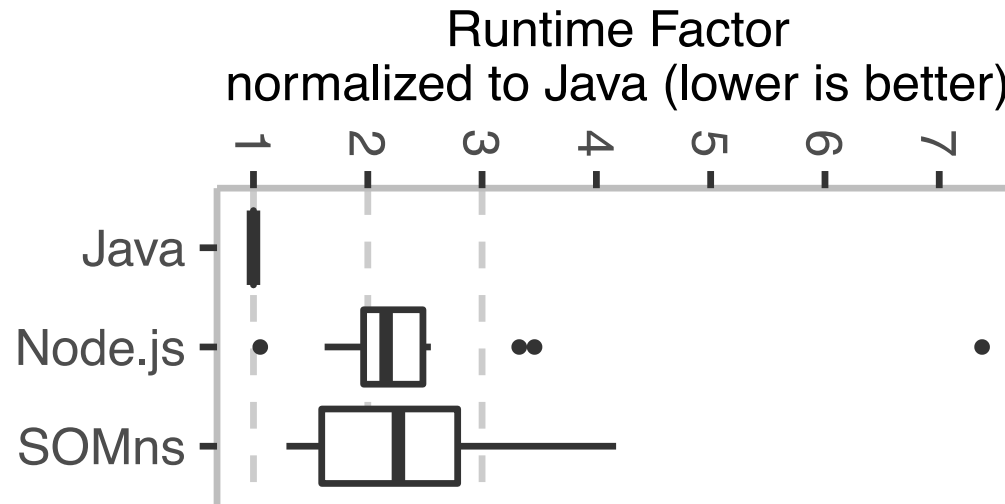 Runtime Factor
normalized to Java (lower is better)
1 2 3 4 5 6 7
Java
Node.js
SOMns